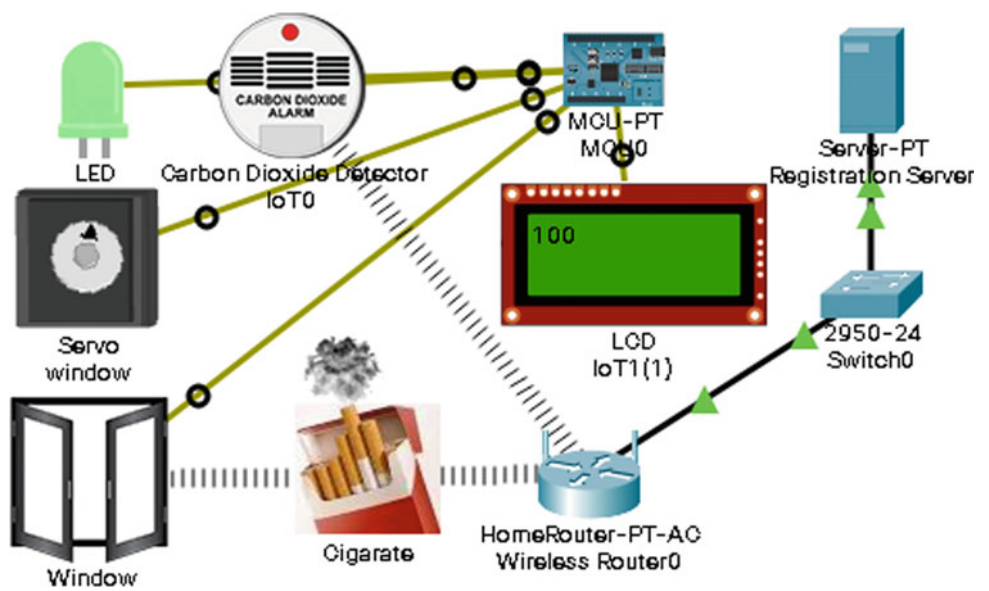 CARBON DIOXIDE
ALARM
MCU-PT
MCU0
Server-PT
Registration Server
LED
Carbon Dioxide Detector
IoT0
100
Servo
window
LCD
IoT1(1)
2950-24
Switch0
Cigarate
HomeRouter-PT-AC
Wireless Router0
Window